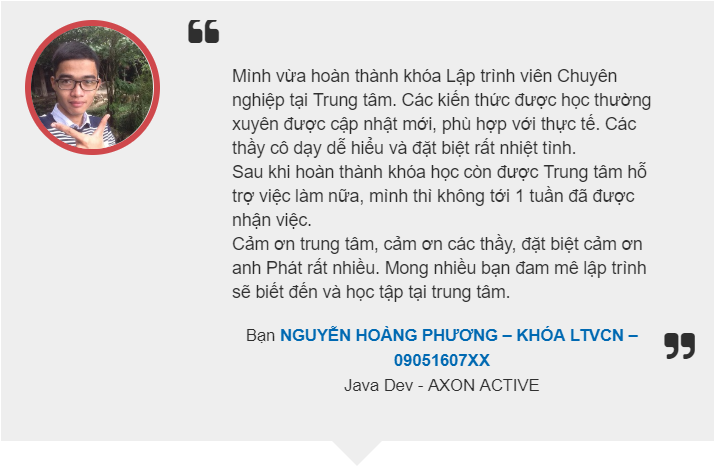 Mình vừa hoàn thành khóa Lập trình viên Chuyên
nghiệp tại Trung tâm. Các kiến thức được học thường
xuyên được cập nhật mới, phù hợp với thực tế. Các
thầy cô dạy dễ hiểu và đặt biệt rất nhiệt tình.
Sau khi hoàn thành khóa học còn được Trung tâm hỗ
trợ việc làm nữa, mình thì không tới 1 tuần đã được
nhận việc.
Cảm ơn trung tâm, cảm ơn các thầy, đặt biệt cảm ơn
anh Phát rất nhiều. Mong nhiều bạn đam mê lập trình
sẽ biết đến và học tập tại trung tâm.
Bạn NGUYỄN HOÀNG PHƯƠNG – KHÓA LTVCN –
09051607XX
Java Dev - AXON ACTIVE